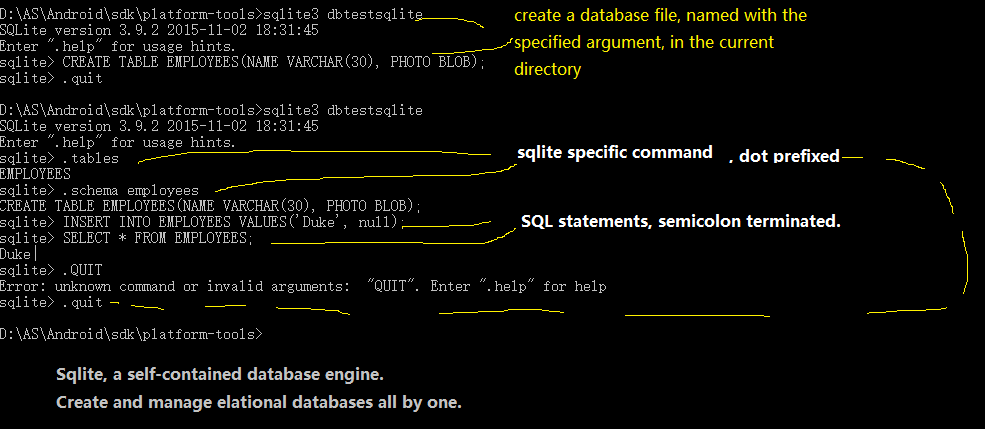 D:\AS\Android\sdk\platform-tools>sqlite3 dbtestsqlite
SQLite version 3.9.2 2015-11-02 18:31:45
Enter ".help" for usage hints.
sqlite> CREATE TABLE EMPLOYEES(NAME VARCHAR(30), PHOTO BLOB);
sqlite> .quit
create a database file, named with the
specified argument, in the current
directory
D:\AS\Android\sdk\platform-tools>sqlite3 dbtestsqlite
SQLite version 3.9.2 2015-11-02 18:31:45
Enter ".help" for usage hints.
sqlite> .tables
EMPLOYEES
sqlite> .schema employees
CREATE TABLE EMPLOYEES(NAME VARCHAR(30), PHOTO BLOB);
sqlite> INSERT INTO EMPLOYEES VALUES('Duke', null);
sqlite> SELECT * FROM EMPLOYEES;
Duke|
sqlite> .QUIT
Error: unknown command or invalid arguments:  "QUIT". Enter ".help" for help
sqlite> .quit
sqlite specific command , dot prefixed
SQL statements, semicolon terminated.
D:\AS\Android\sdk\platform-tools>
Sqlite, a self-contained database engine.
Create and manage elational databases all by one.